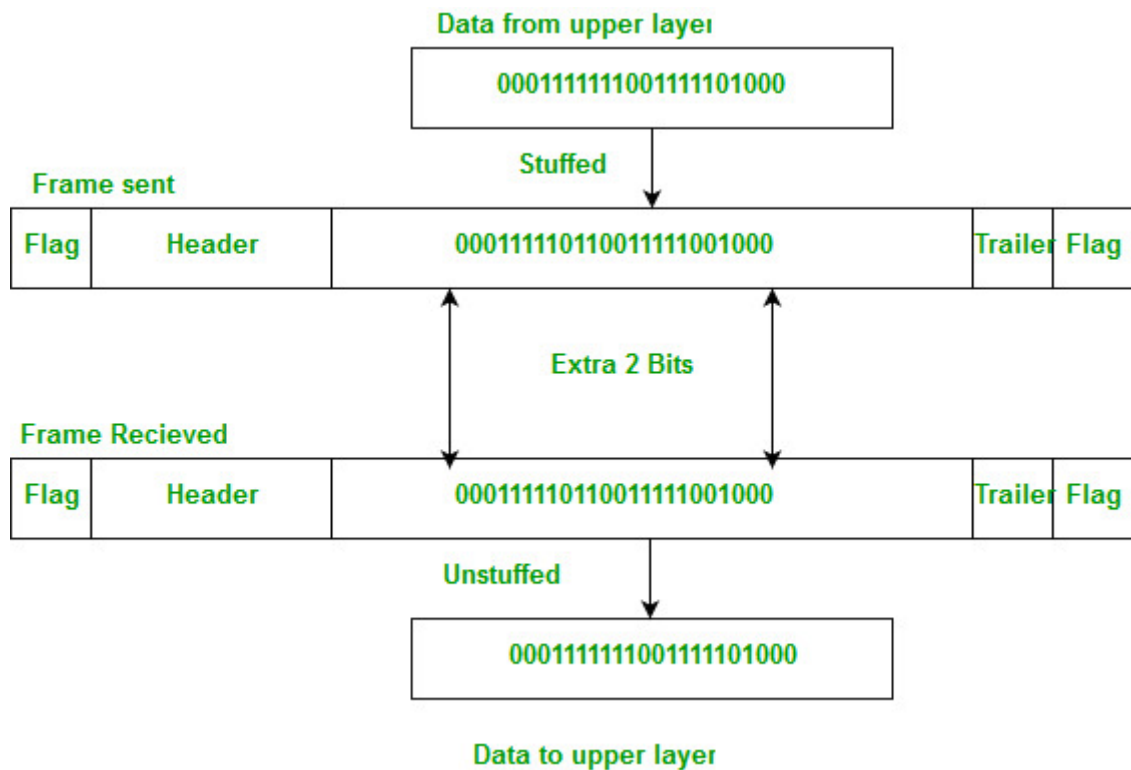 Data from upper layer
0001111111001111101000
Stuffed
Frame sent
Flag Header 000111110110011111001000 Trailer Flag
Extra 2 Bits
Frame Recieved
Flag Header 000111110110011111001000 Trailer Flag
Unstuffed
0001111111001111101000
Data to upper layer